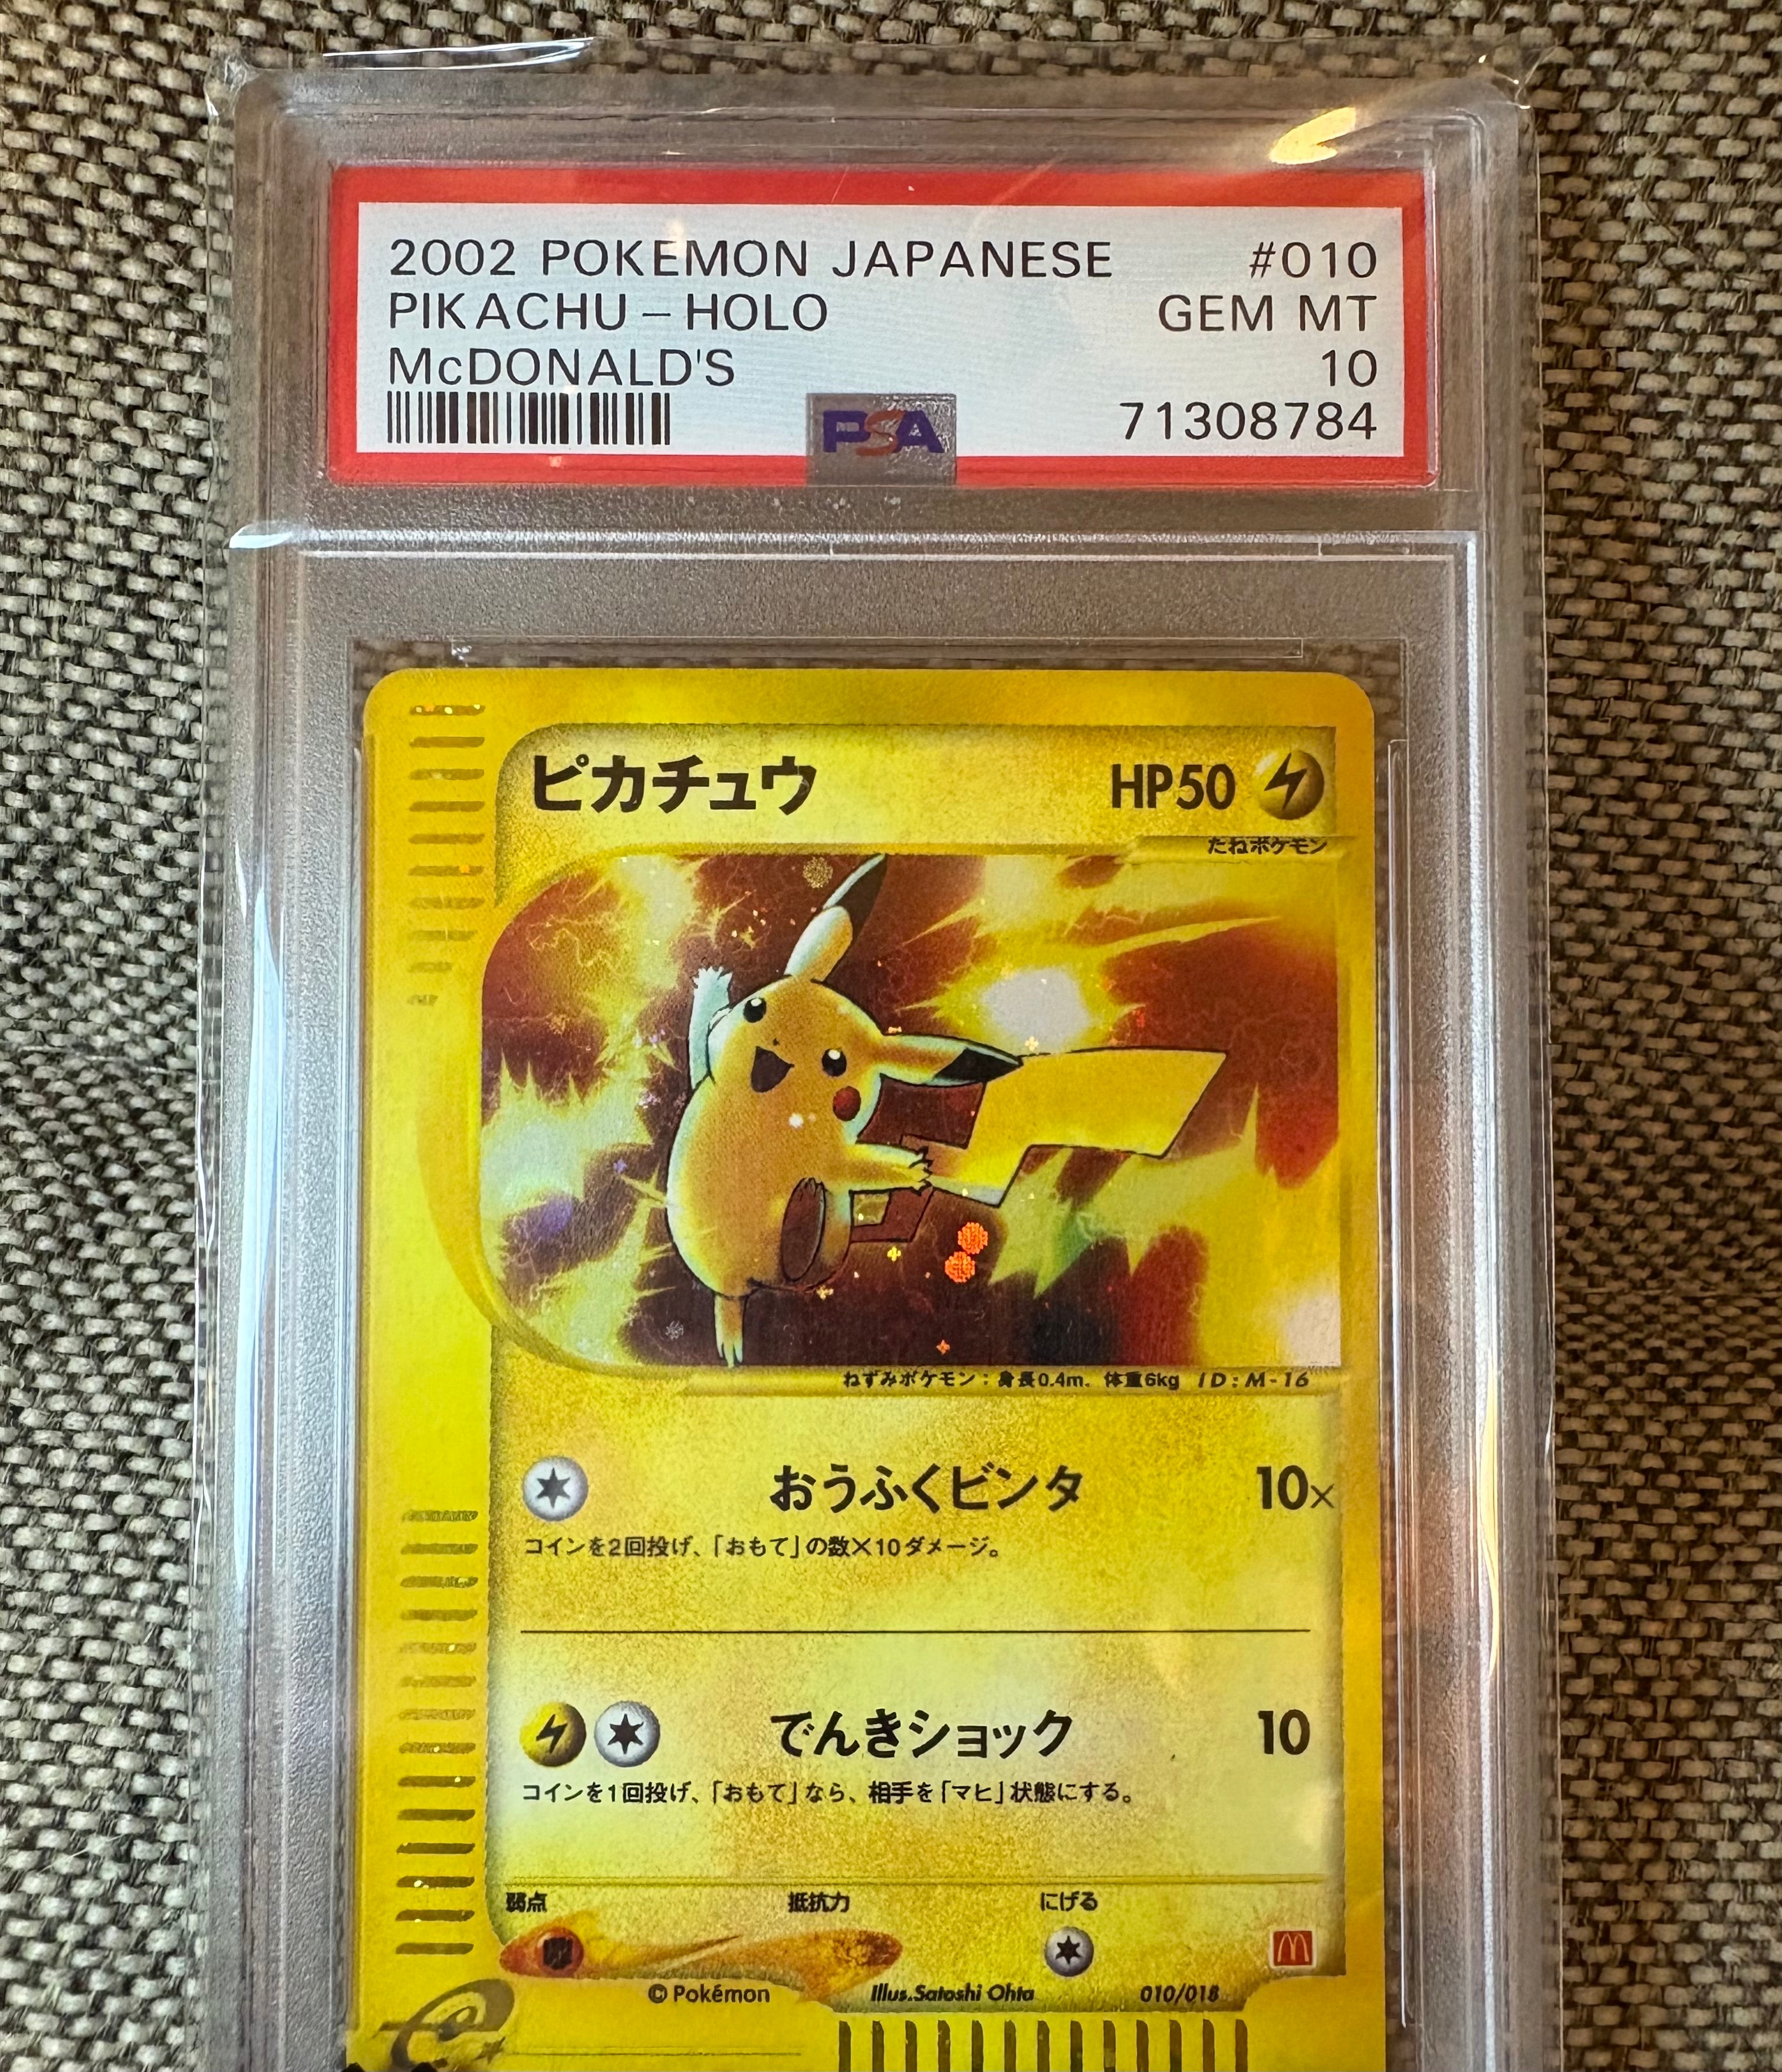 2002 POKEMON JAPANESE #010
PIKACHU-HOLO GEM MT
McDONALD'S 10
PSA 71308784
ピカチュウ HP50
たねポケモン
ねずみポケモン：身長0.4m、体重6kg ID:M-16
おうふくビンタ 10×
コインを2回投げ、「おもて」の数×10ダメージ。
でんきショック 10
コインを1回投げ、「おもて」なら、相手を「マヒ」状態にする。
弱点 抵抗力 にげる
©Pokémon Illus.Satoshi Ohta 010/018
e